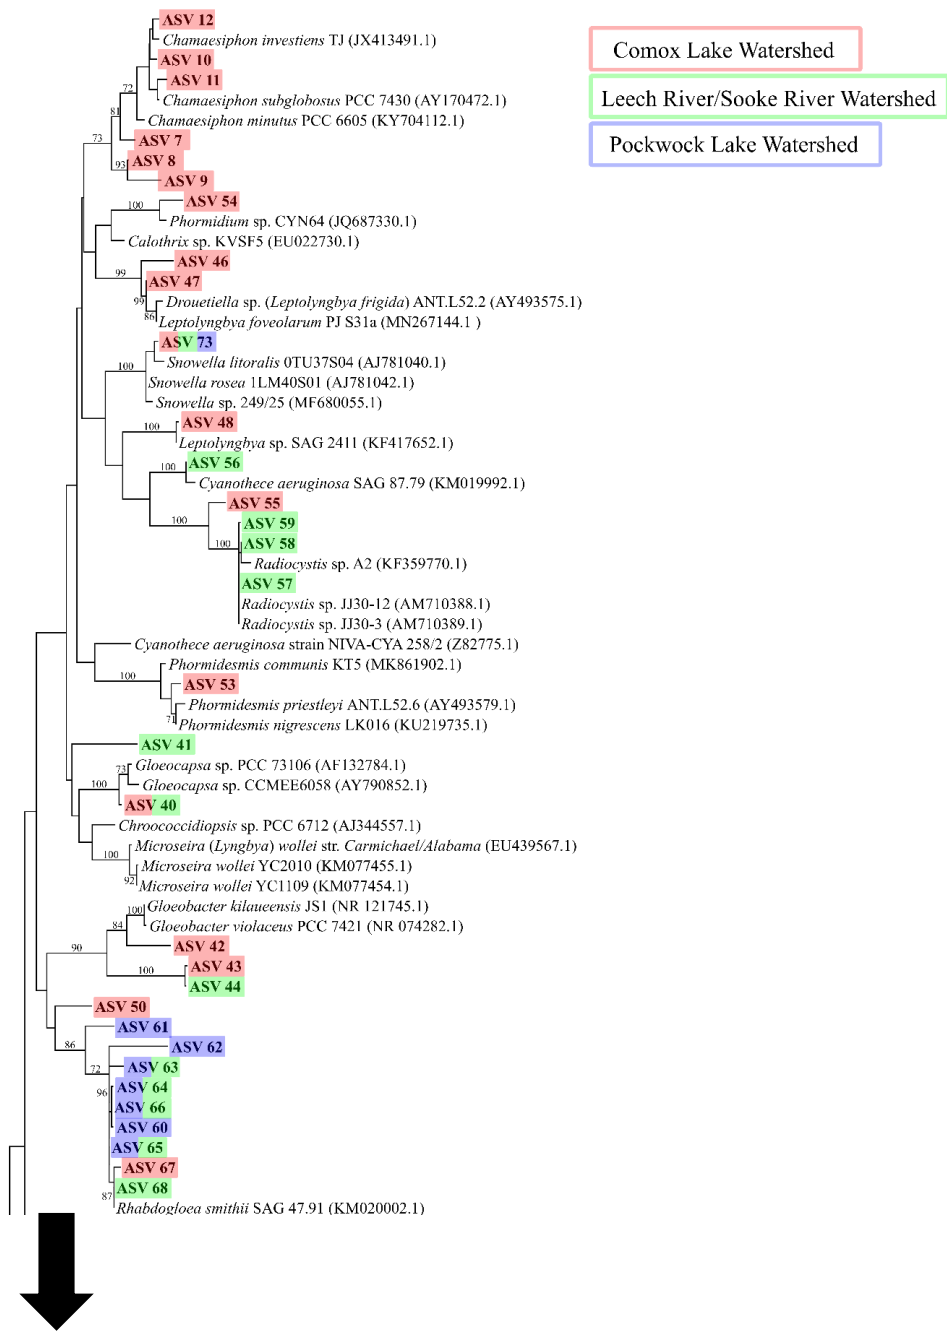 ASV 12
Chamaesiphon investiens TJ (JX413491.1)
ASV 10
ASV 11
72
Chamaesiphon subglobosus PCC 7430 (AY170472.1)
81
Chamaesiphon minutus PCC 6605 (KY704112.1)
73
ASV 7
ASV 8
93
ASV 9
ASV 54
100
Phormidium sp. CYN64 (JQ687330.1)
Calothrix sp. KVSF5 (EU022730.1)
ASV 46
99
ASV 47
99
Drouetiella sp. (Leptolyngbya frigida) ANT.L52.2 (AY493575.1)
86
Leptolyngbya foveolarum PJ S31a (MN267144.1 )
ASV 73
100
Snowella litoralis 0TU37S04 (AJ781040.1)
Snowella rosea 1LM40S01 (AJ781042.1)
Snowella sp. 249/25 (MF680055.1)
ASV 48
100
Leptolyngbya sp. SAG 2411 (KF417652.1)
ASV 56
100
Cyanothece aeruginosa SAG 87.79 (KM019992.1)
ASV 55
100
ASV 59
100
ASV 58
Radiocystis sp. A2 (KF359770.1)
ASV 57
Radiocystis sp. JJ30-12 (AM710388.1)
Radiocystis sp. JJ30-3 (AM710389.1)
Cyanothece aeruginosa strain NIVA-CYA 258/2 (Z82775.1)
Phormidesmis communis KT5 (MK861902.1)
100
ASV 53
Phormidesmis priestleyi ANT.L52.6 (AY493579.1)
71
Phormidesmis nigrescens LK016 (KU219735.1)
ASV 41
73
Gloeocapsa sp. PCC 73106 (AF132784.1)
100
Gloeocapsa sp. CCMEE6058 (AY790852.1)
ASV 40
Chroococcidiopsis sp. PCC 6712 (AJ344557.1)
Microseira (Lyngbya) wollei str. Carmichael/Alabama (EU439567.1)
100
Microseira wollei YC2010 (KM077455.1)
92
Microseira wollei YC1109 (KM077454.1)
100
Gloeobacter kilaueensis JS1 (NR 121745.1)
84
Gloeobacter violaceus PCC 7421 (NR 074282.1)
90
ASV 42
100
ASV 43
ASV 44
ASV 50
ASV 61
86
ASV 62
72
ASV 63
96
ASV 64
ASV 66
ASV 60
ASV 65
ASV 67
87
ASV 68
Rhabdogloea smithii SAG 47.91 (KM020002.1)
Comox Lake Watershed
Leech River/Sooke River Watershed
Pockwock Lake Watershed